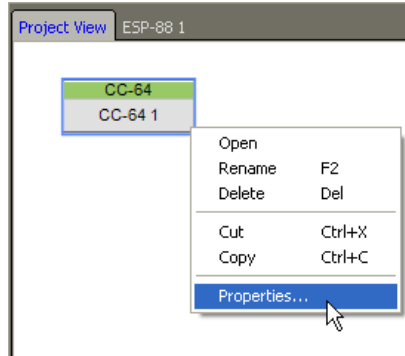 Project View ESP-88 1
CC-64
CC-64 1
Open
Rename F2
Delete Del
Cut Ctrl+X
Copy Ctrl+C
Properties...